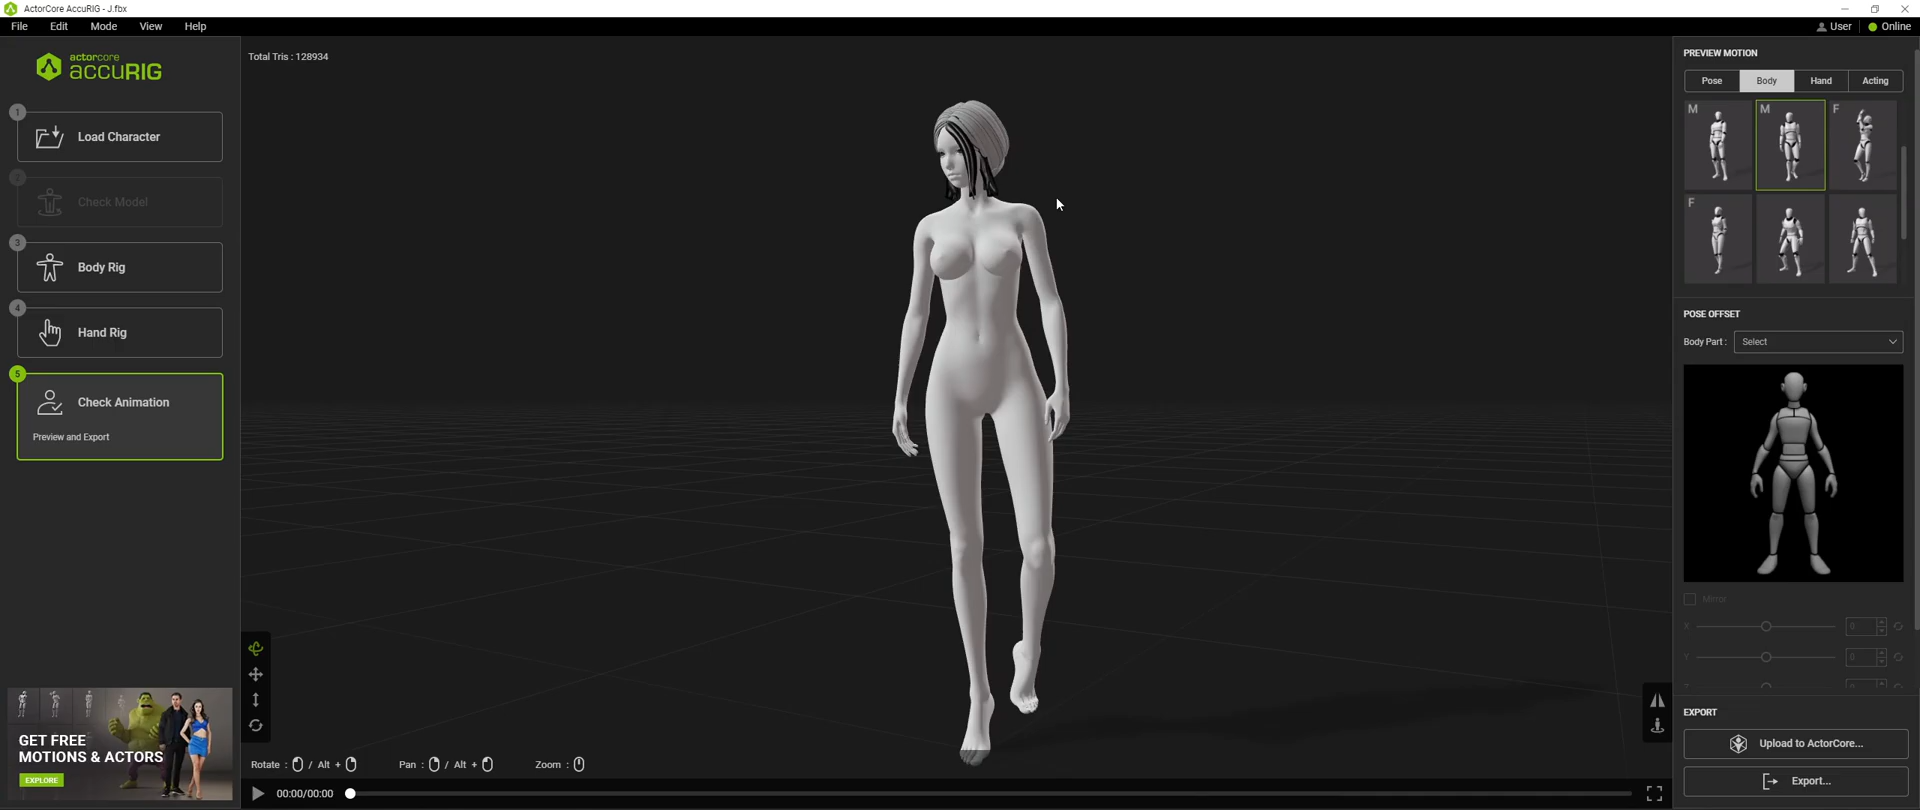 ActorCore AccuRIG - J.fbx
File Edit Mode View Help
User Online
actorcore
accuRIG
1
Load Character
2
Check Model
3
Body Rig
4
Hand Rig
5
Check Animation
Preview and Export
GET FREE
MOTIONS & ACTORS
EXPLORE
Total Tris : 128934
Rotate : / Alt + Pan : / Alt + Zoom :
00:00/00:00
PREVIEW MOTION
Pose Body Hand Acting
M M F
F
POSE OFFSET
Body Part : Select
Mirror
X 0
Y 0
EXPORT
Upload to ActorCore...
Export...